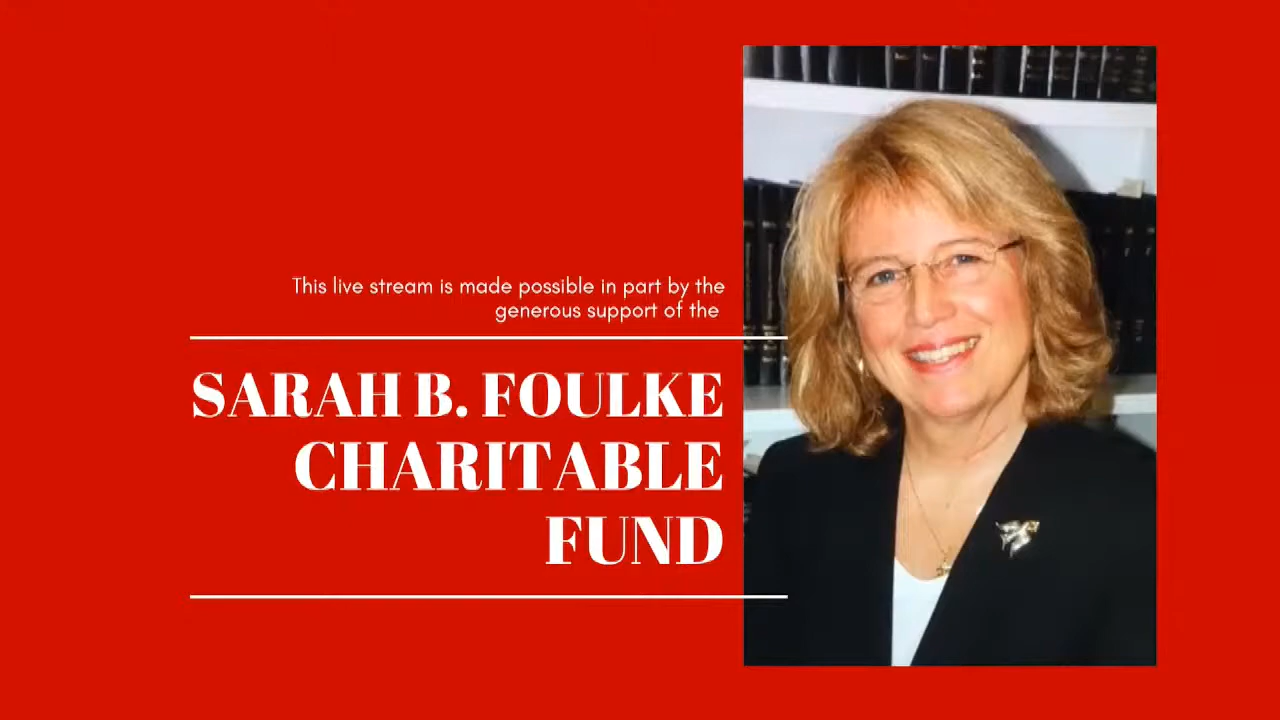 This live stream is made possible in part by the
generous support of the
SARAH B. FOULKE
CHARITABLE
FUND